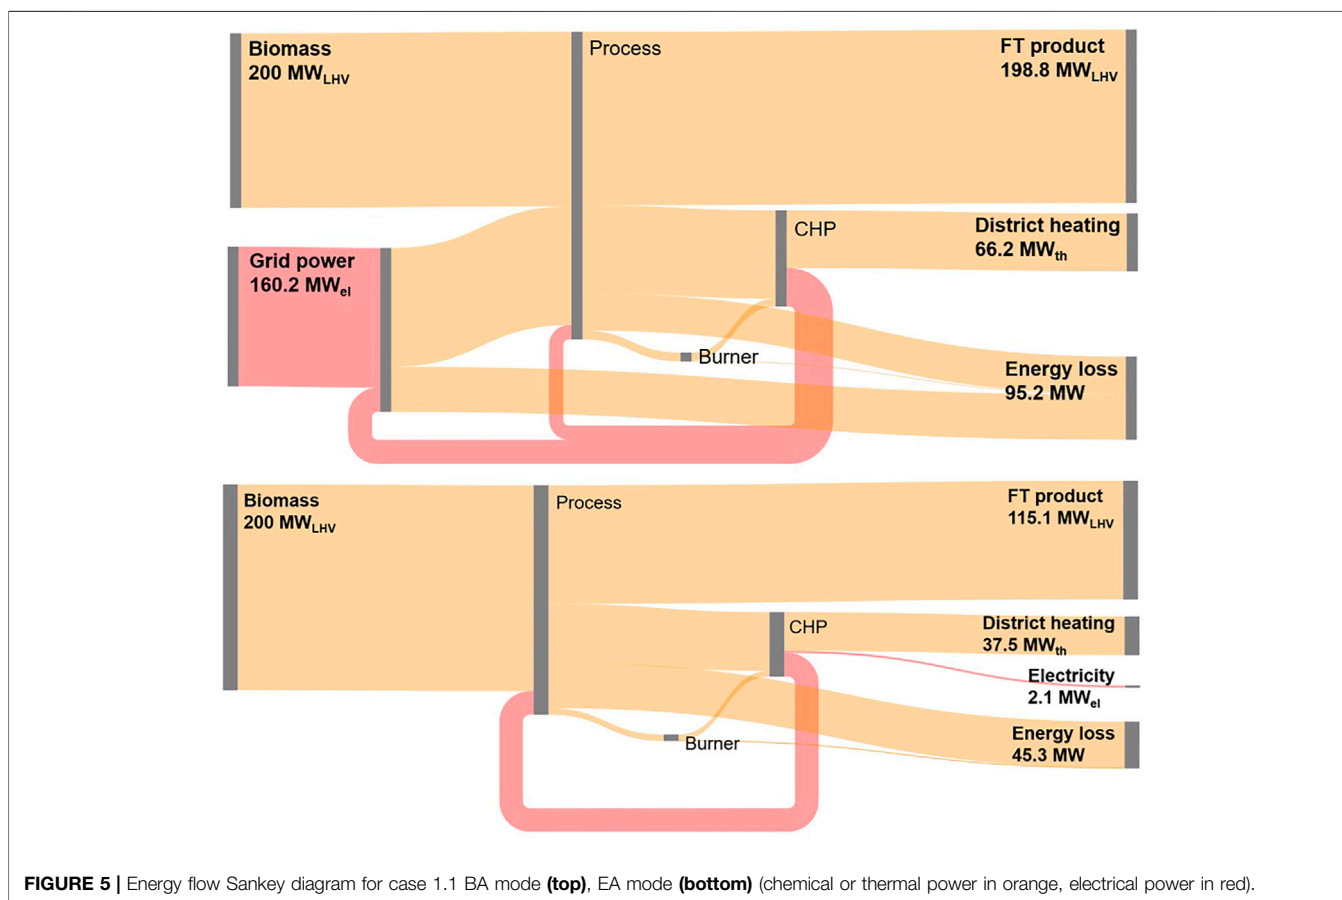 Biomass
200 MWLHV
Process
FT product
198.8 MWLHV
CHP
District heating
66.2 MWth
Grid power
160.2 MWel
Burner
Energy loss
95.2 MW
Biomass
200 MWLHV
Process
FT product
115.1 MWLHV
CHP
District heating
37.5 MWth
Electricity
2.1 MWel
Burner
Energy loss
45.3 MW
FIGURE 5 | Energy flow Sankey diagram for case 1.1 BA mode (top), EA mode (bottom) (chemical or thermal power in orange, electrical power in red).